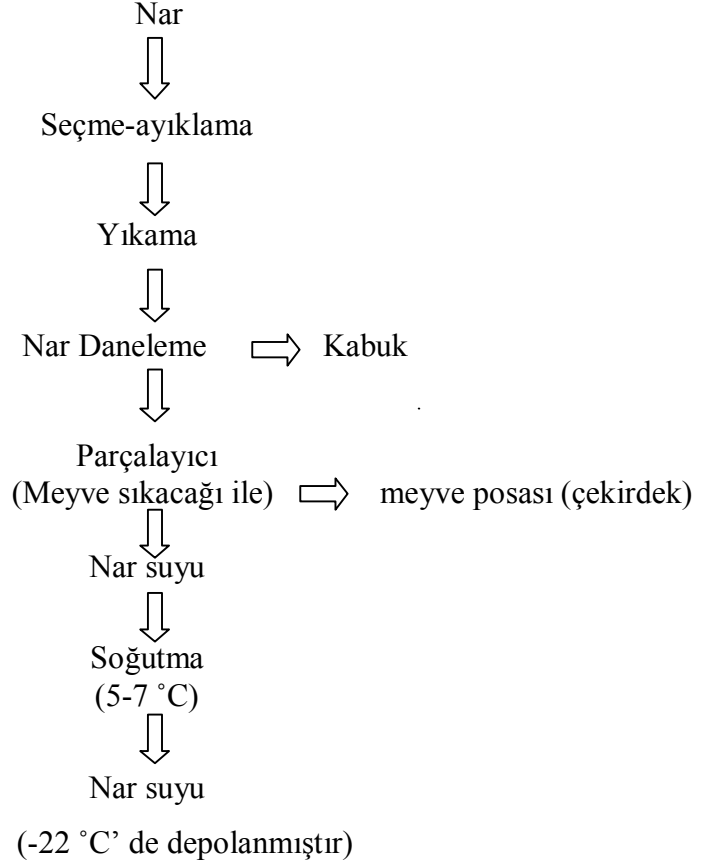 Nar
Seçme-ayıklama
Yıkama
Nar Daneleme Kabuk
Parçalayıcı
(Meyve sıkacağı ile) meyve posası (çekirdek)
Nar suyu
Soğutma
(5-7 ˚C)
Nar suyu
(-22 ˚C’ de depolanmıştır)